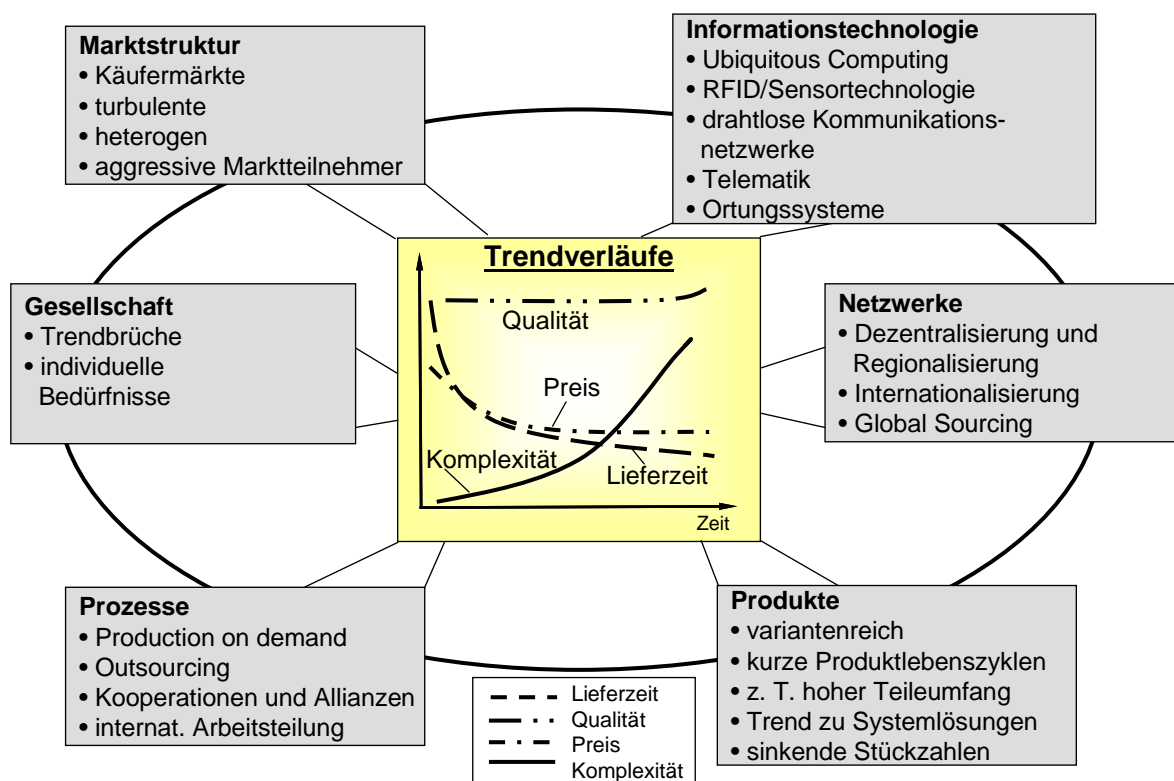 Marktstruktur
• Käufermärkte
• turbulente
• heterogen
• aggressive Marktteilnehmer
Informationstechnologie
• Ubiquitous Computing
• RFID/Sensortechnologie
• drahtlose Kommunikations-
netzwerke
• Telematik
• Ortungssysteme
Gesellschaft
• Trendbrüche
• individuelle
Bedürfnisse
Trendverläufe
Qualität
Preis
Komplexität
Lieferzeit
Zeit
Netzwerke
• Dezentralisierung und
Regionalisierung
• Internationalisierung
• Global Sourcing
Prozesse
• Production on demand
• Outsourcing
• Kooperationen und Allianzen
• internat. Arbeitsteilung
Lieferzeit
Qualität
Preis
Komplexität
Produkte
• variantenreich
• kurze Produktlebenszyklen
• z. T. hoher Teileumfang
• Trend zu Systemlösungen
• sinkende Stückzahlen